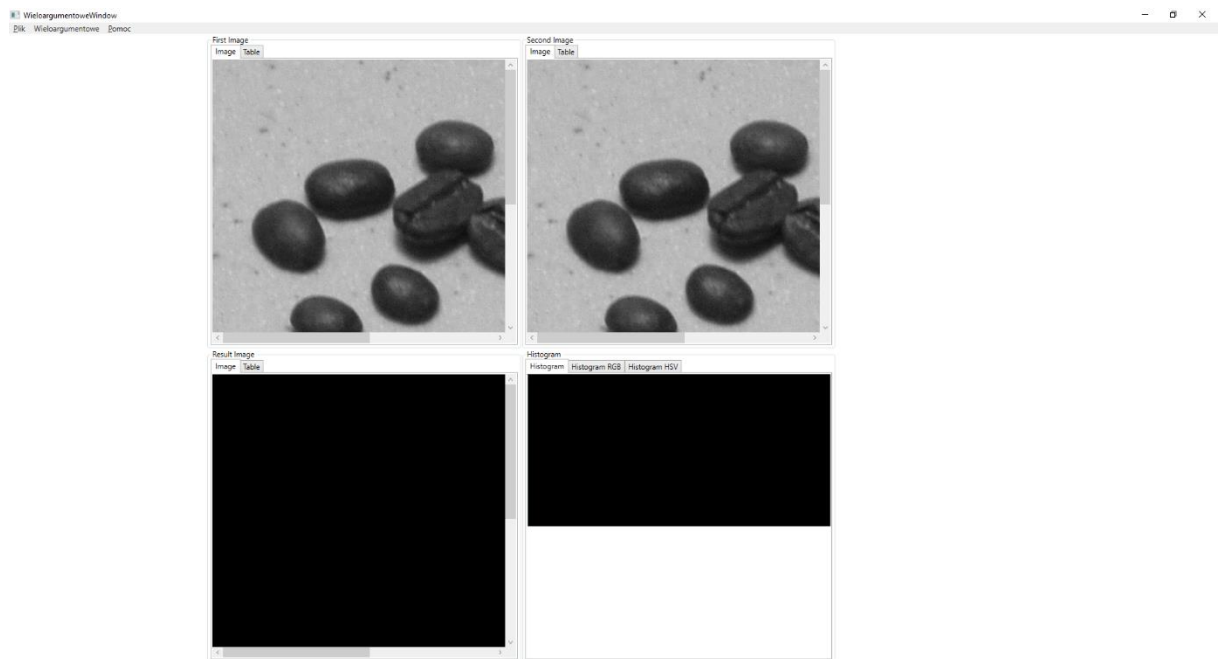 WieloargumentoweWindow
Plik Wieloargumentowe Pomoc
First Image
Image Table
Second Image
Image Table
Result Image
Image Table
Histogram
Histogram Histogram RGB Histogram HSV